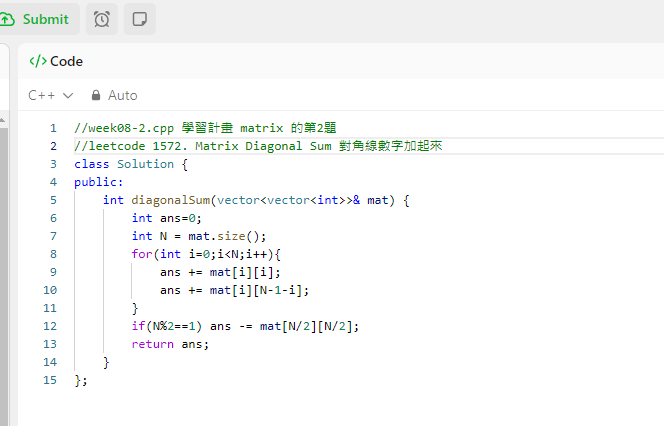 Submit
</> Code
C++ Auto
1 //week08-2.cpp 學習計畫 matrix 的第2題
2 //leetcode 1572. Matrix Diagonal Sum 對角線數字加起來
3 class Solution {
4 public:
5 int diagonalSum(vector<vector<int>>& mat) {
6 int ans=0;
7 int N = mat.size();
8 for(int i=0;i<N;i++){
9 ans += mat[i][i];
10 ans += mat[i][N-1-i];
11 }
12 if(N%2==1) ans -= mat[N/2][N/2];
13 return ans;
14 }
15 };